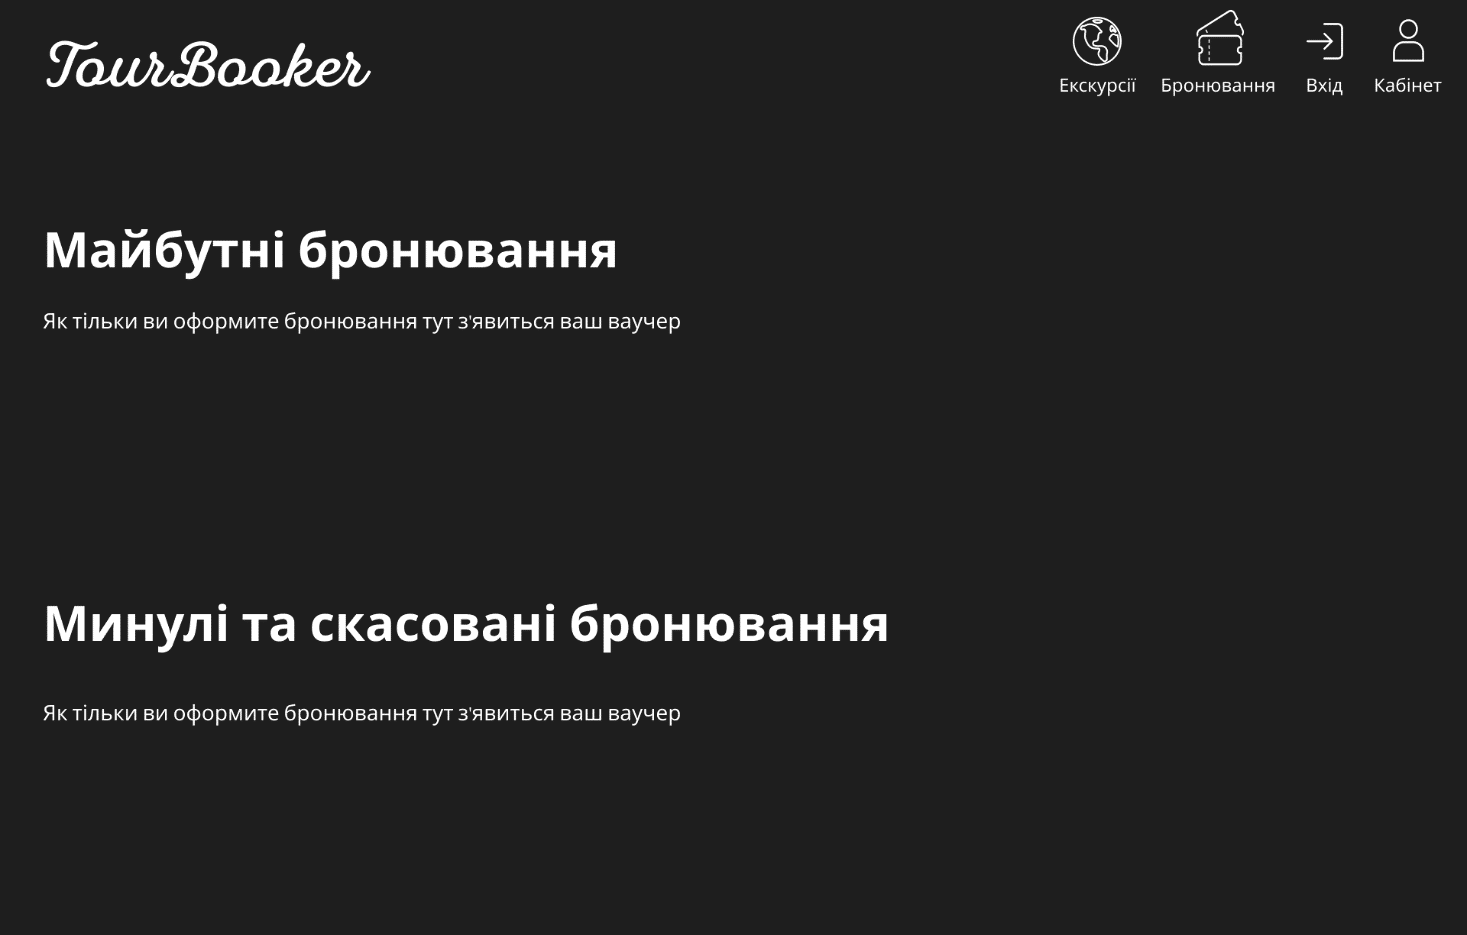 TourBooker
Екскурсії Бронювання Вхід Кабінет
Майбутні бронювання
Як тільки ви оформите бронювання тут з'явиться ваш ваучер
Минулі та скасовані бронювання
Як тільки ви оформите бронювання тут з'явиться ваш ваучер